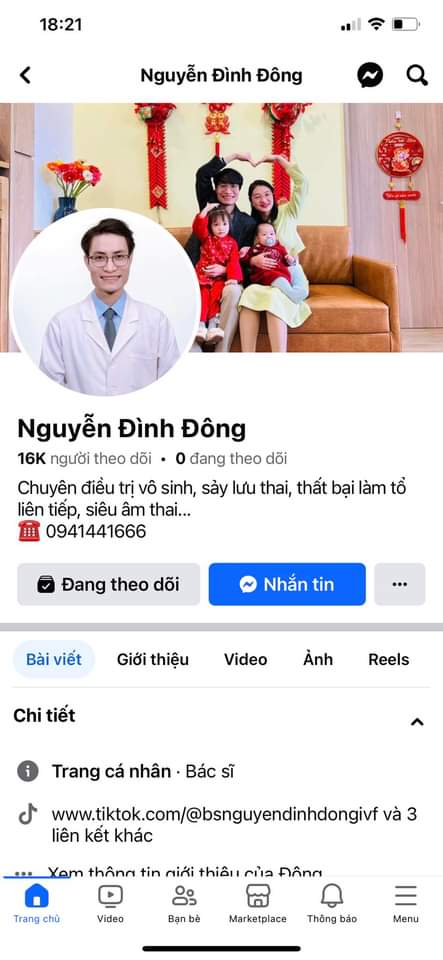 18:21
Nguyễn Đình Đông
Nguyễn Đình Đông
16K người theo dõi • 0 đang theo dõi
Chuyên điều trị vô sinh, sảy lưu thai, thất bại làm tổ
liên tiếp, siêu âm thai...
☎️ 0941441666
Đang theo dõi
Nhắn tin
Bài viết
Giới thiệu
Video
Ảnh
Reels
Chi tiết
Trang cá nhân · Bác sĩ
www.tiktok.com/@bsnguyendinhdongivf và 3
liên kết khác
Xem thông tin giới thiệu của Đông
Trang chủ
Video
Bạn bè
Marketplace
Thông báo
Menu